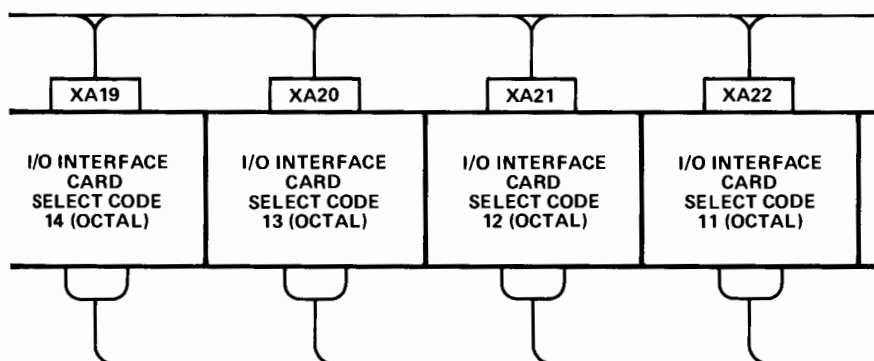 XA19
XA20
XA21
XA22
I/O INTERFACE
CARD
SELECT CODE
14 (OCTAL)
I/O INTERFACE
CARD
SELECT CODE
13 (OCTAL)
I/O INTERFACE
CARD
SELECT CODE
12 (OCTAL)
I/O INTERFACE
CARD
SELECT CODE
11 (OCTAL)